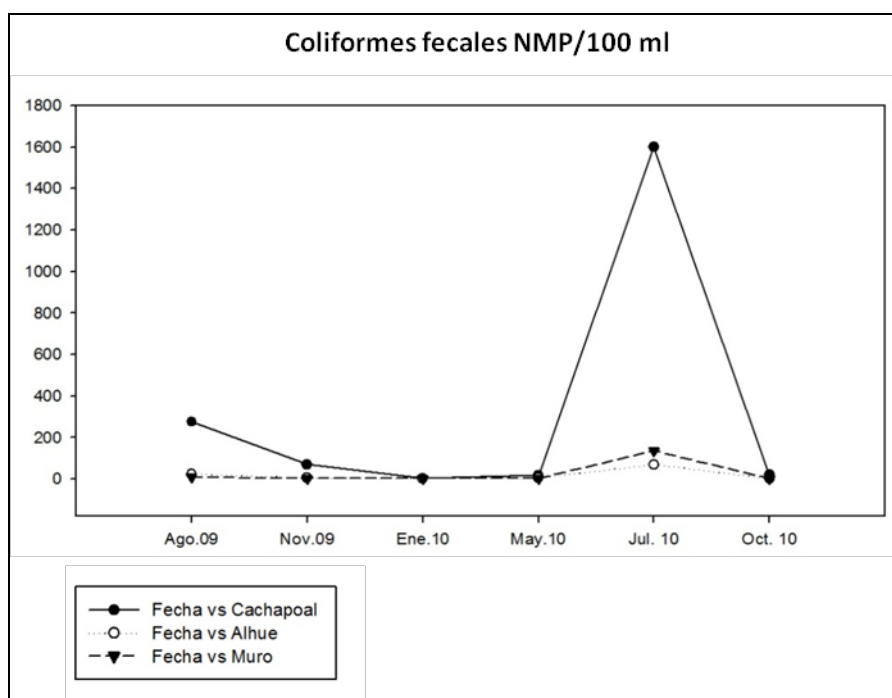 Coliformes fecales NMP/100 ml
1800
1600
1400
1200
1000
800
600
400
200
0
Ago.09 Nov.09 Ene.10 May.10 Jul. 10 Oct. 10
Fecha vs Cachapoal
Fecha vs Alhue
Fecha vs Muro